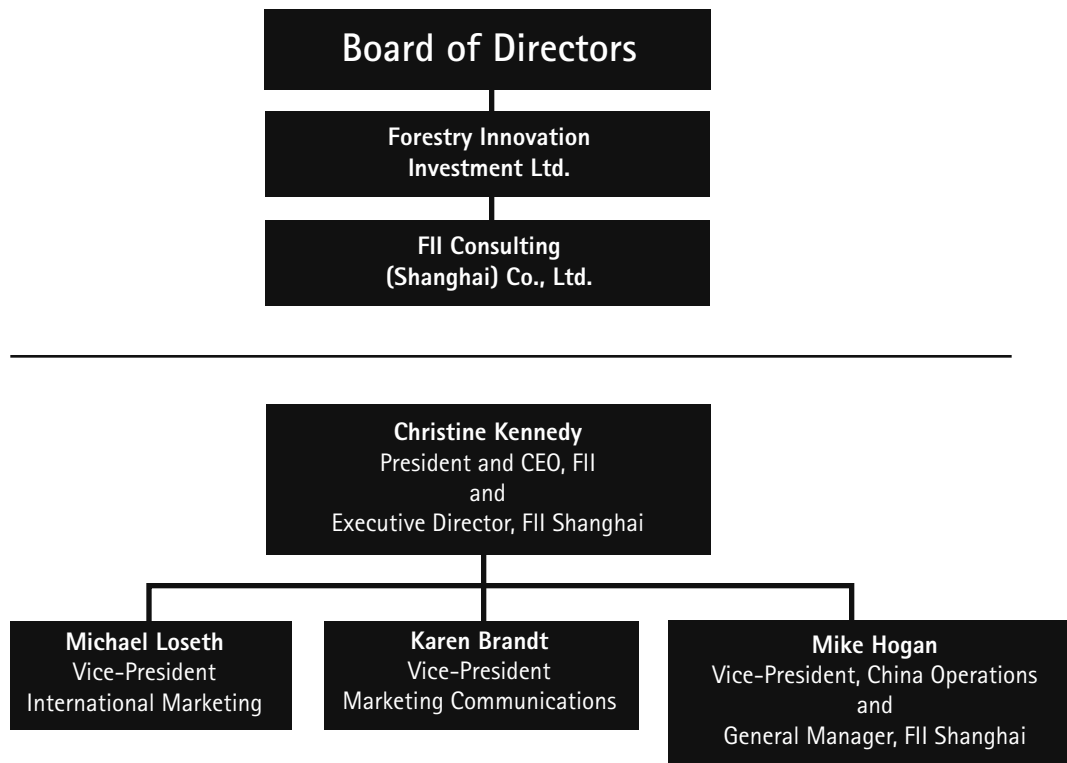 Board of Directors
Forestry Innovation
Investment Ltd.
FII Consulting
(Shanghai) Co., Ltd.
Christine Kennedy
President and CEO, FII
and
Executive Director, FII Shanghai
Michael Loseth
Vice-President
International Marketing
Karen Brandt
Vice-President
Marketing Communications
Mike Hogan
Vice-President, China Operations
and
General Manager, FII Shanghai